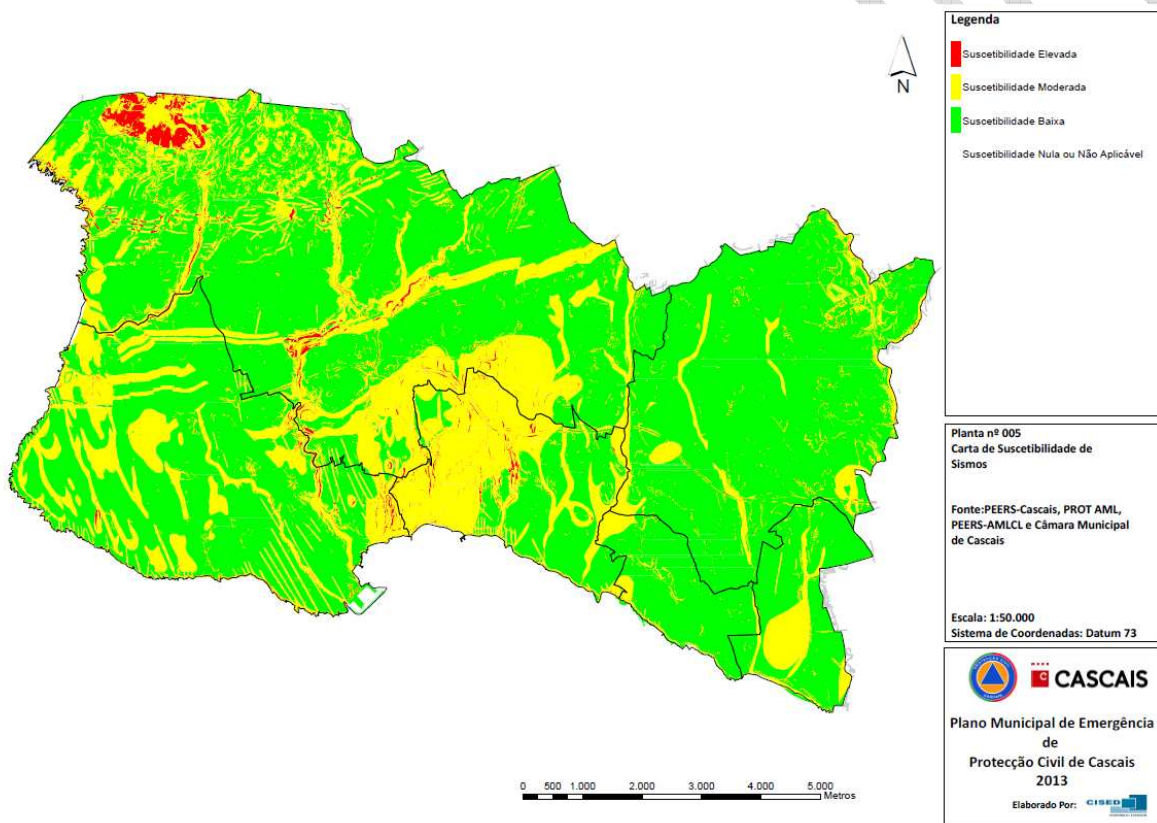 Legenda
Suscetibilidade Elevada
Suscetibilidade Moderada
Suscetibilidade Baixa
Suscetibilidade Nula ou Não Aplicável
N
Planta nº 005
Carta de Suscetibilidade de
Sismos
Fonte:PEERS-Cascais, PROT AML,
PEERS-AMLCL e Câmara Municipal
de Cascais
Escala: 1:50.000
Sistema de Coordenadas: Datum 73
C CASCAIS
Plano Municipal de Emergência
de
Protecção Civil de Cascais
2013
Elaborado Por: CISED
0 500 1.000 2.000 3.000 4.000 5.000
Metros